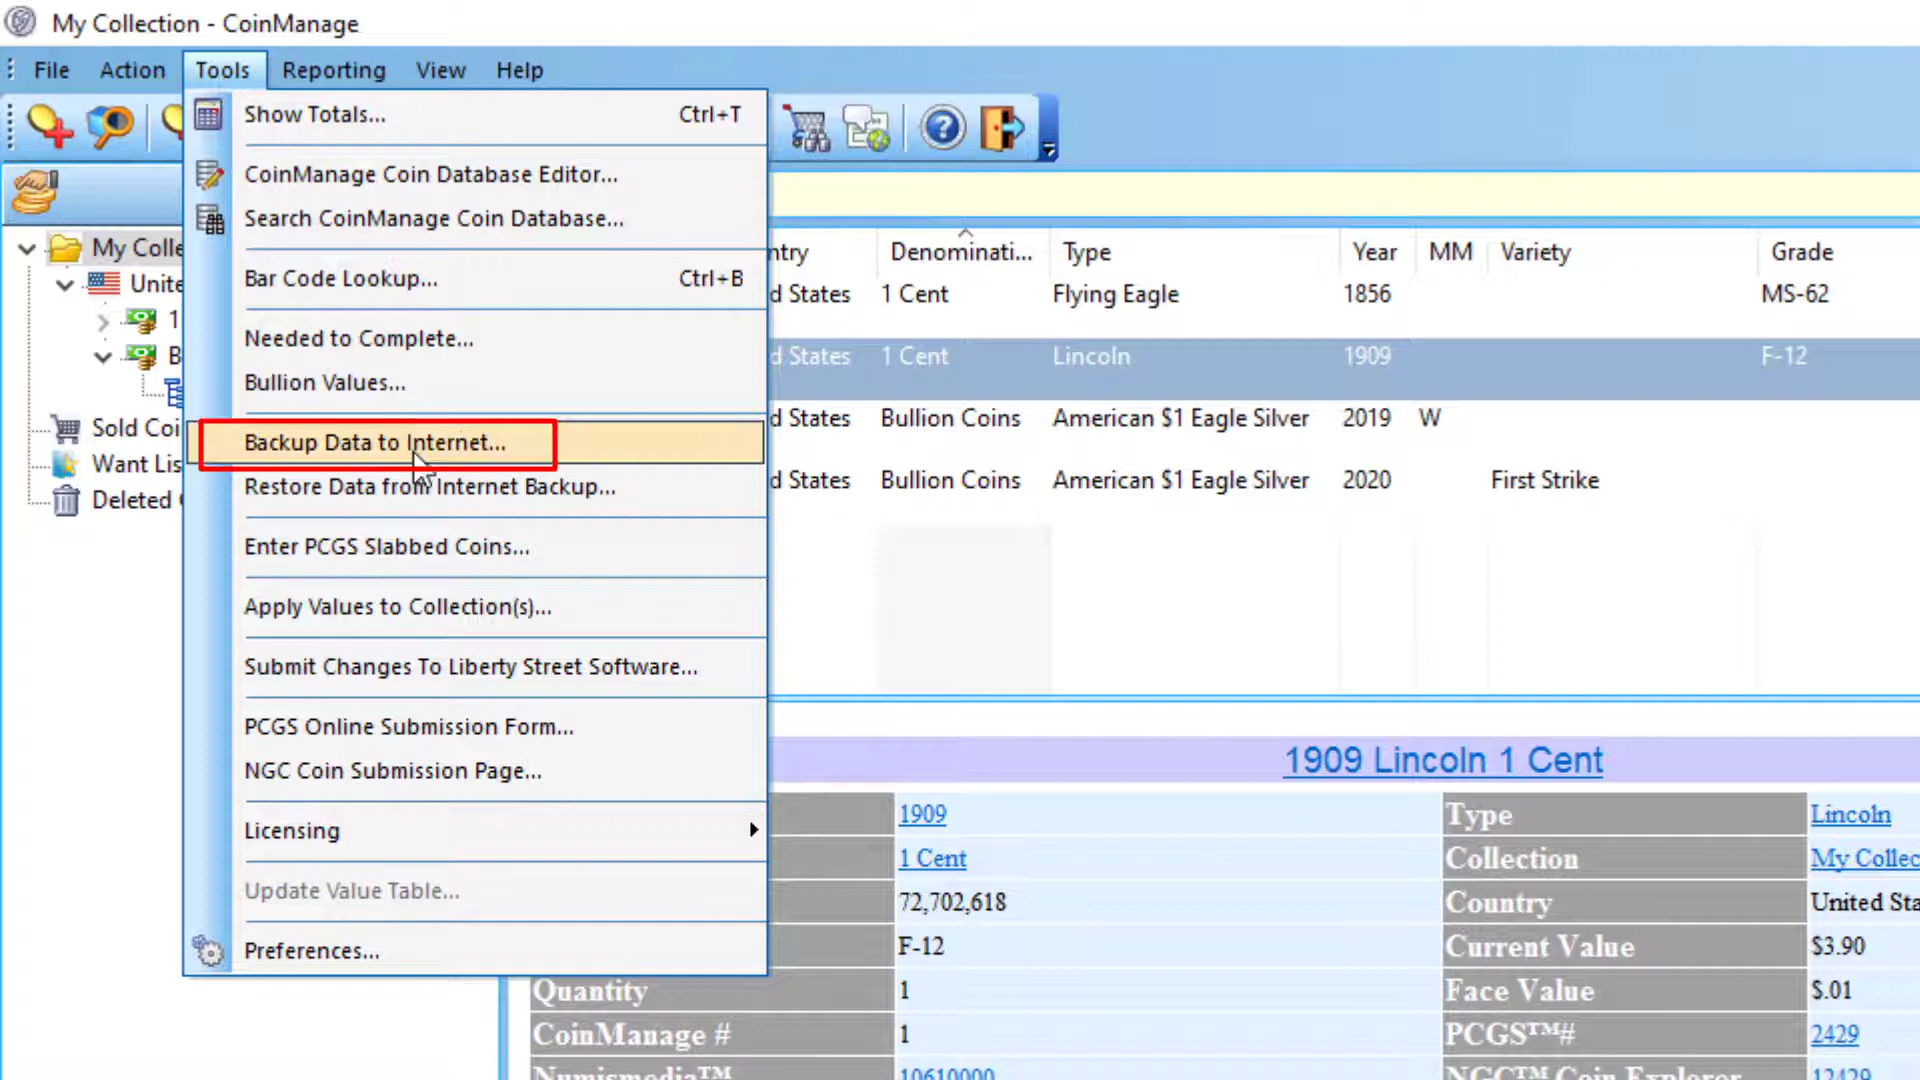 My Collection - CoinManage
File Action Tools Reporting View Help
Show Totals... Ctrl+T
CoinManage Coin Database Editor...
Search CoinManage Coin Database...
Bar Code Lookup... Ctrl+B
Needed to Complete...
Bullion Values...
Backup Data to Internet...
Restore Data from Internet Backup...
Enter PCGS Slabbed Coins...
Apply Values to Collection(s)...
Submit Changes To Liberty Street Software...
PCGS Online Submission Form...
NGC Coin Submission Page...
Licensing
Update Value Table...
Preferences...
My Colle
Unite
1
B
Sold Coi
Want Lis
Deleted
ntry Denominati... Type Year MM Variety Grade
d States 1 Cent Flying Eagle 1856 MS-62
d States 1 Cent Lincoln 1909 F-12
d States Bullion Coins American $1 Eagle Silver 2019 W
d States Bullion Coins American $1 Eagle Silver 2020 First Strike
1909 Lincoln 1 Cent
1909 Type Lincoln
1 Cent Collection My Collec
72,702,618 Country United Sta
F-12 Current Value $3.90
Quantity 1 Face Value $.01
CoinManage # 1 PCGS™# 2429
Numismedia™ 10610000 NGC™ Coin Explorer 12429